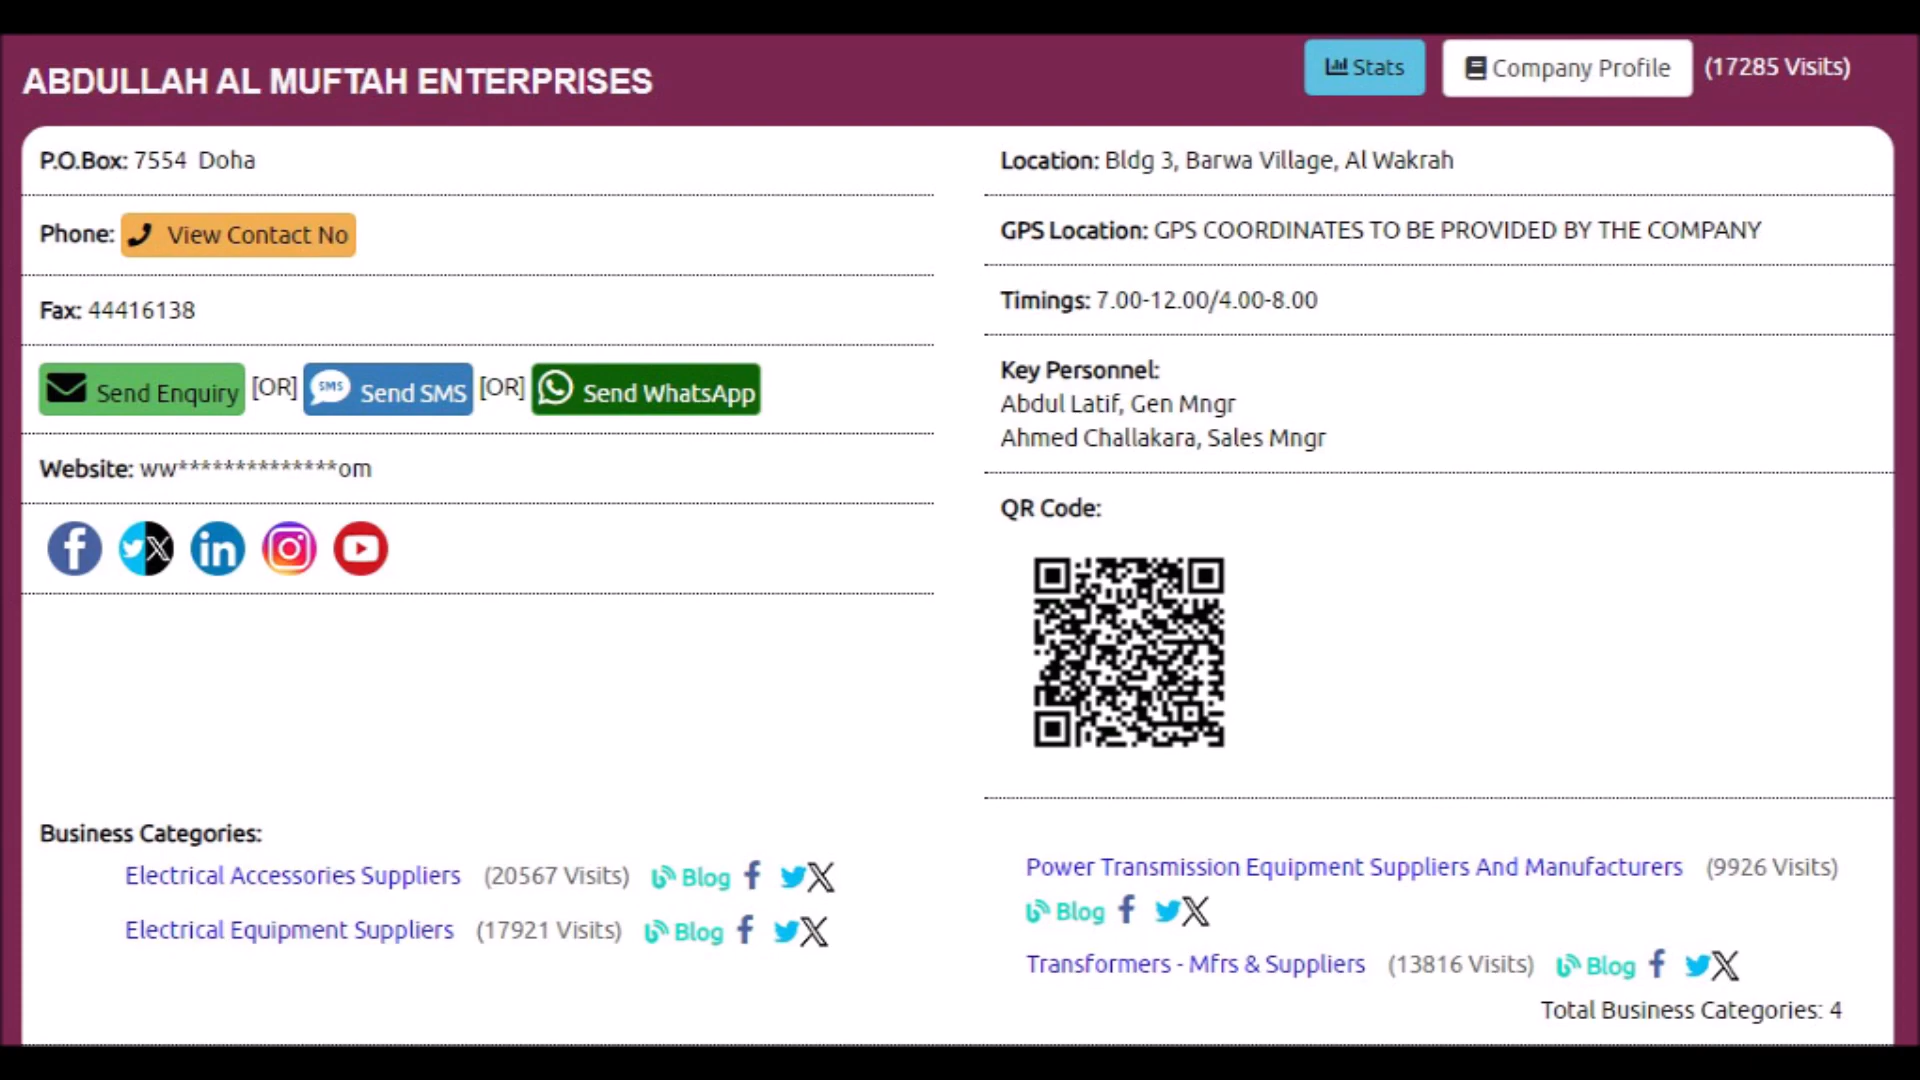 ABDULLAH AL MUFTAH ENTERPRISES
Stats
Company Profile
(17285 Visits)
P.O.Box: 7554 Doha
Phone: View Contact No
Fax: 44416138
Send Enquiry [OR] SMS Send SMS [OR] Send WhatsApp
Website: ww**************om
Location: Bldg 3, Barwa Village, Al Wakrah
GPS Location: GPS COORDINATES TO BE PROVIDED BY THE COMPANY
Timings: 7.00-12.00/4.00-8.00
Key Personnel:
Abdul Latif, Gen Mngr
Ahmed Challakara, Sales Mngr
QR Code:
Business Categories:
Electrical Accessories Suppliers (20567 Visits) Blog
Electrical Equipment Suppliers (17921 Visits) Blog
Power Transmission Equipment Suppliers And Manufacturers (9926 Visits)
Blog
Transformers - Mfrs & Suppliers (13816 Visits) Blog
Total Business Categories: 4